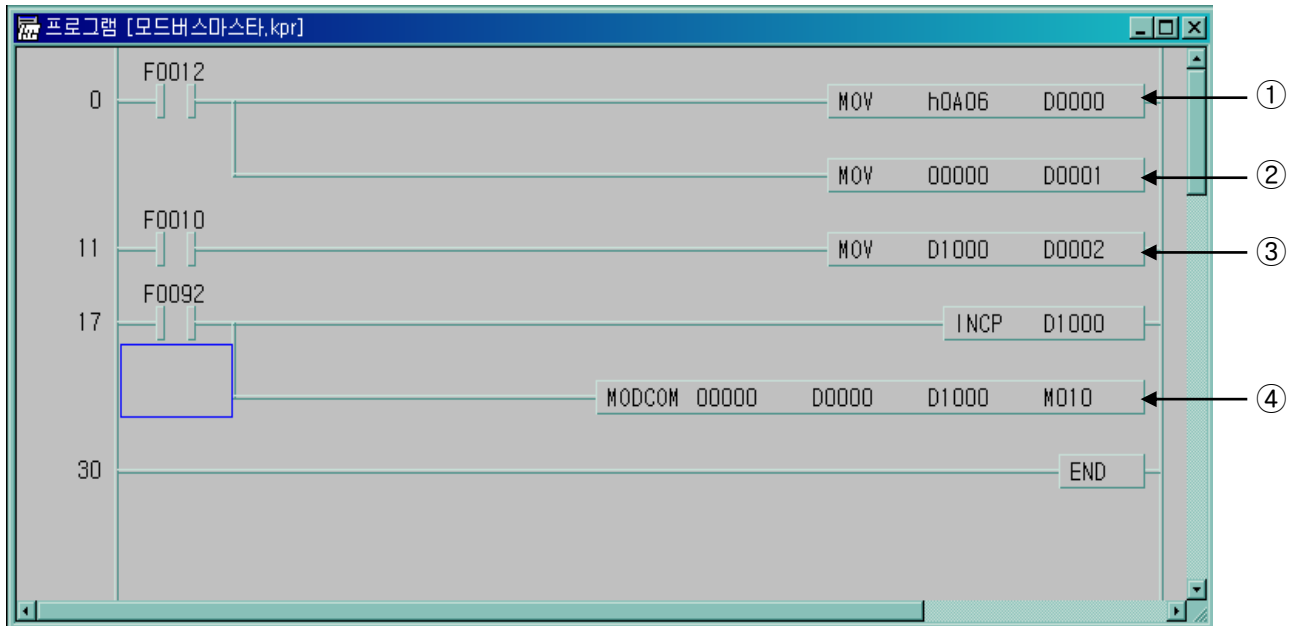 프로그램 [모드버스마스타.kpr]
F0012
0 MOV h0A06 D0000 ①
MOV 00000 D0001 ②
F0010
11 MOV D1000 D0002 ③
F0092
17 INCP D1000
MODCOM 00000 D0000 D1000 M010 ④
30 END